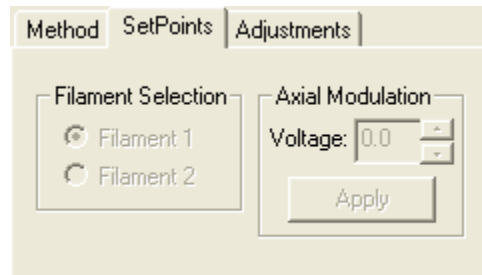 Method SetPoints Adjustments
Filament Selection
Filament 1
Filament 2
Axial Modulation
Voltage: 0.0
Apply